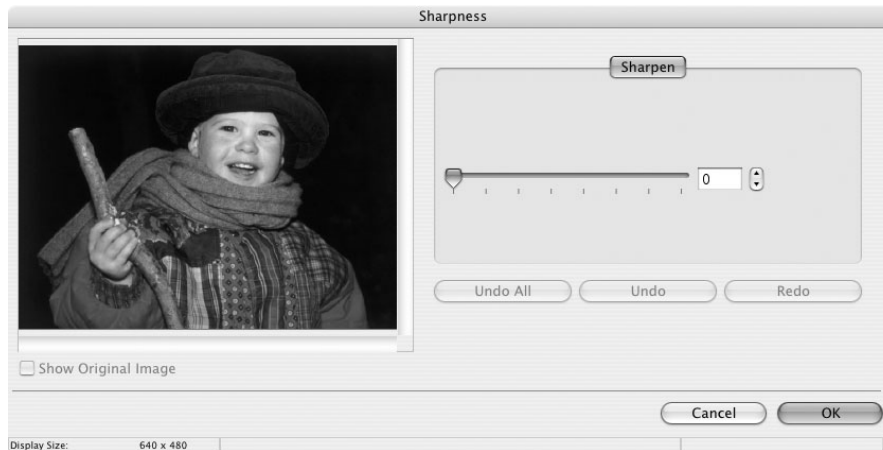 Sharpness
Sharpen
0
Undo All Undo Redo
Show Original Image
Cancel OK
Display Size: 640 x 480